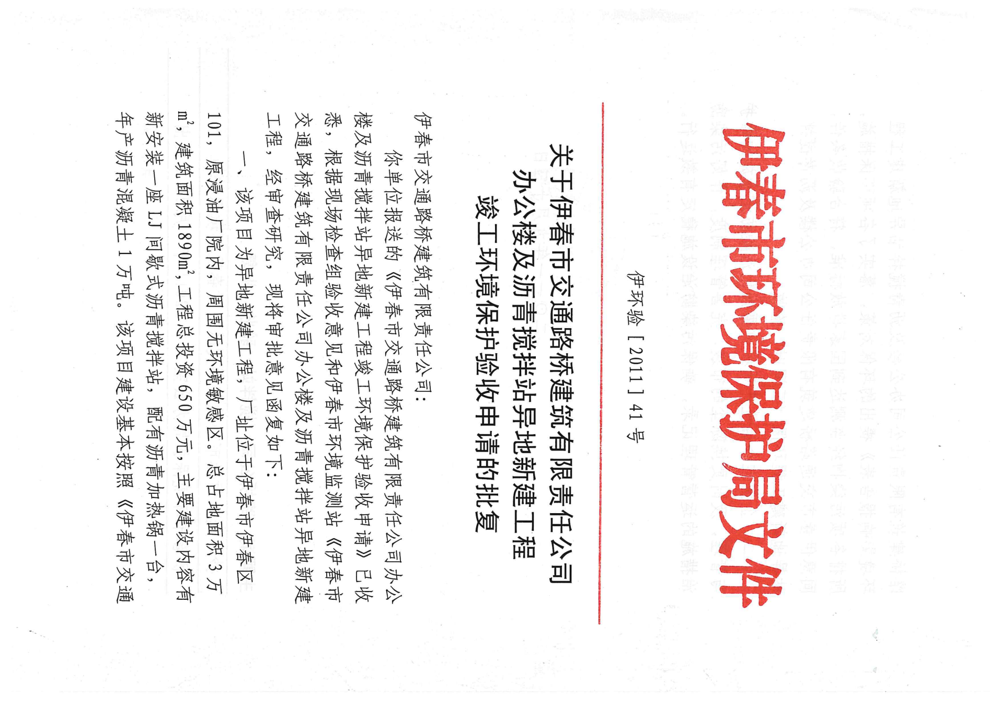 伊春市环境保护局文件
伊环验［2011］41号
关于伊春市交通路桥建筑有限责任公司
办公楼及沥青搅拌站异地新建工程
竣工环境保护验收申请的批复
伊春市交通路桥建筑有限责任公司：
你单位报送的《伊春市交通路桥建筑有限责任公司办公
楼及沥青搅拌站异地新建工程竣工环境保护验收申请》已收
悉，根据现场检查组验收意见和伊春市环境监测站《伊春市
交通路桥建筑有限责任公司办公楼及沥青搅拌站异地新建
工程，经审查研究，现将审批意见函复如下：
一、该项目为异地新建工程，厂址位于伊春市伊春区
101，原浸油厂院内，周围无环境敏感区。总占地面积3万
m²，建筑面积1890m²，工程总投资650万元，主要建设内容有
新安装一座LJ间歇式沥青搅拌站，配有沥青加热锅一台，
年产沥青混凝土1万吨。该项目建设基本按照《伊春市交通